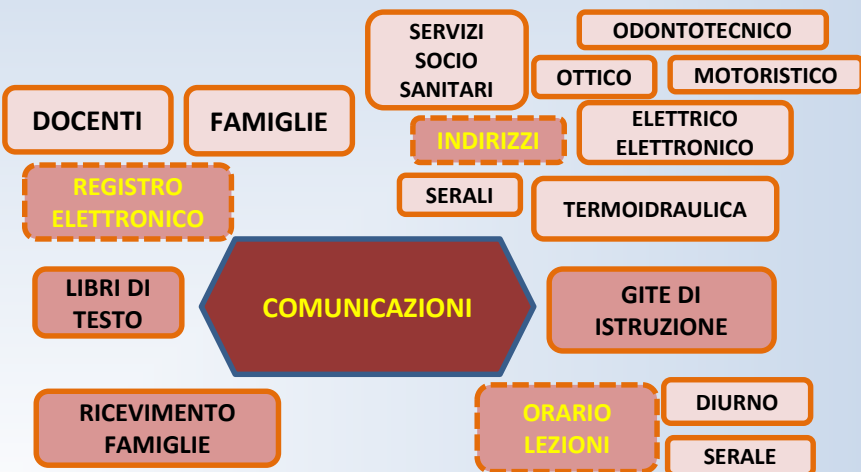 SERVIZI
SOCIO
SANITARI
ODONTOTECNICO
OTTICO
MOTORISTICO
DOCENTI
FAMIGLIE
INDIRIZZI
ELETTRICO
ELETTRONICO
REGISTRO
ELETTRONICO
SERALI
TERMOIDRAULICA
LIBRI DI
TESTO
COMUNICAZIONI
GITE DI
ISTRUZIONE
RICEVIMENTO
FAMIGLIE
ORARIO
LEZIONI
DIURNO
SERALE